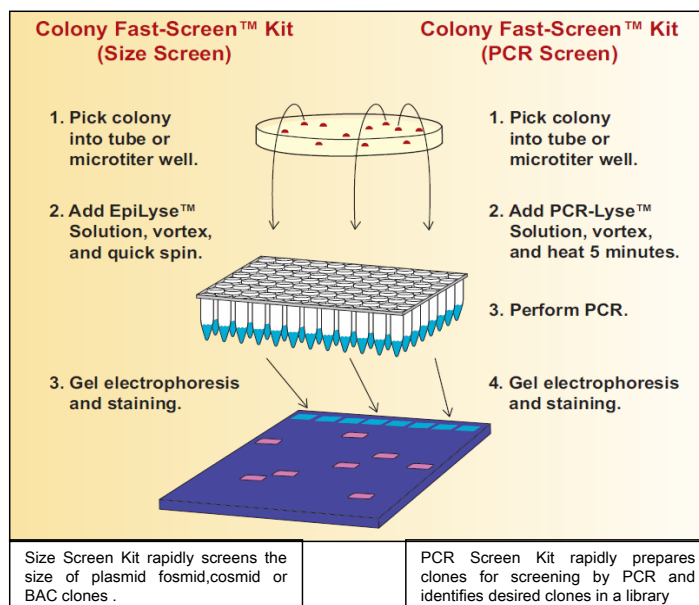 Colony Fast-Screen™ Kit
(Size Screen)
1. Pick colony
into tube or
microtiter well.
2. Add EpiLyse™
Solution, vortex,
and quick spin.
3. Gel electrophoresis
and staining.
Colony Fast-Screen™ Kit
(PCR Screen)
1. Pick colony
into tube or
microtiter well.
2. Add PCR-Lyse™
Solution, vortex,
and heat 5 minutes.
3. Perform PCR.
4. Gel electrophoresis
and staining.
Size Screen Kit rapidly screens the
size of plasmid fosmid,cosmid or
BAC clones .
PCR Screen Kit rapidly prepares
clones for screening by PCR and
identifies desired clones in a library